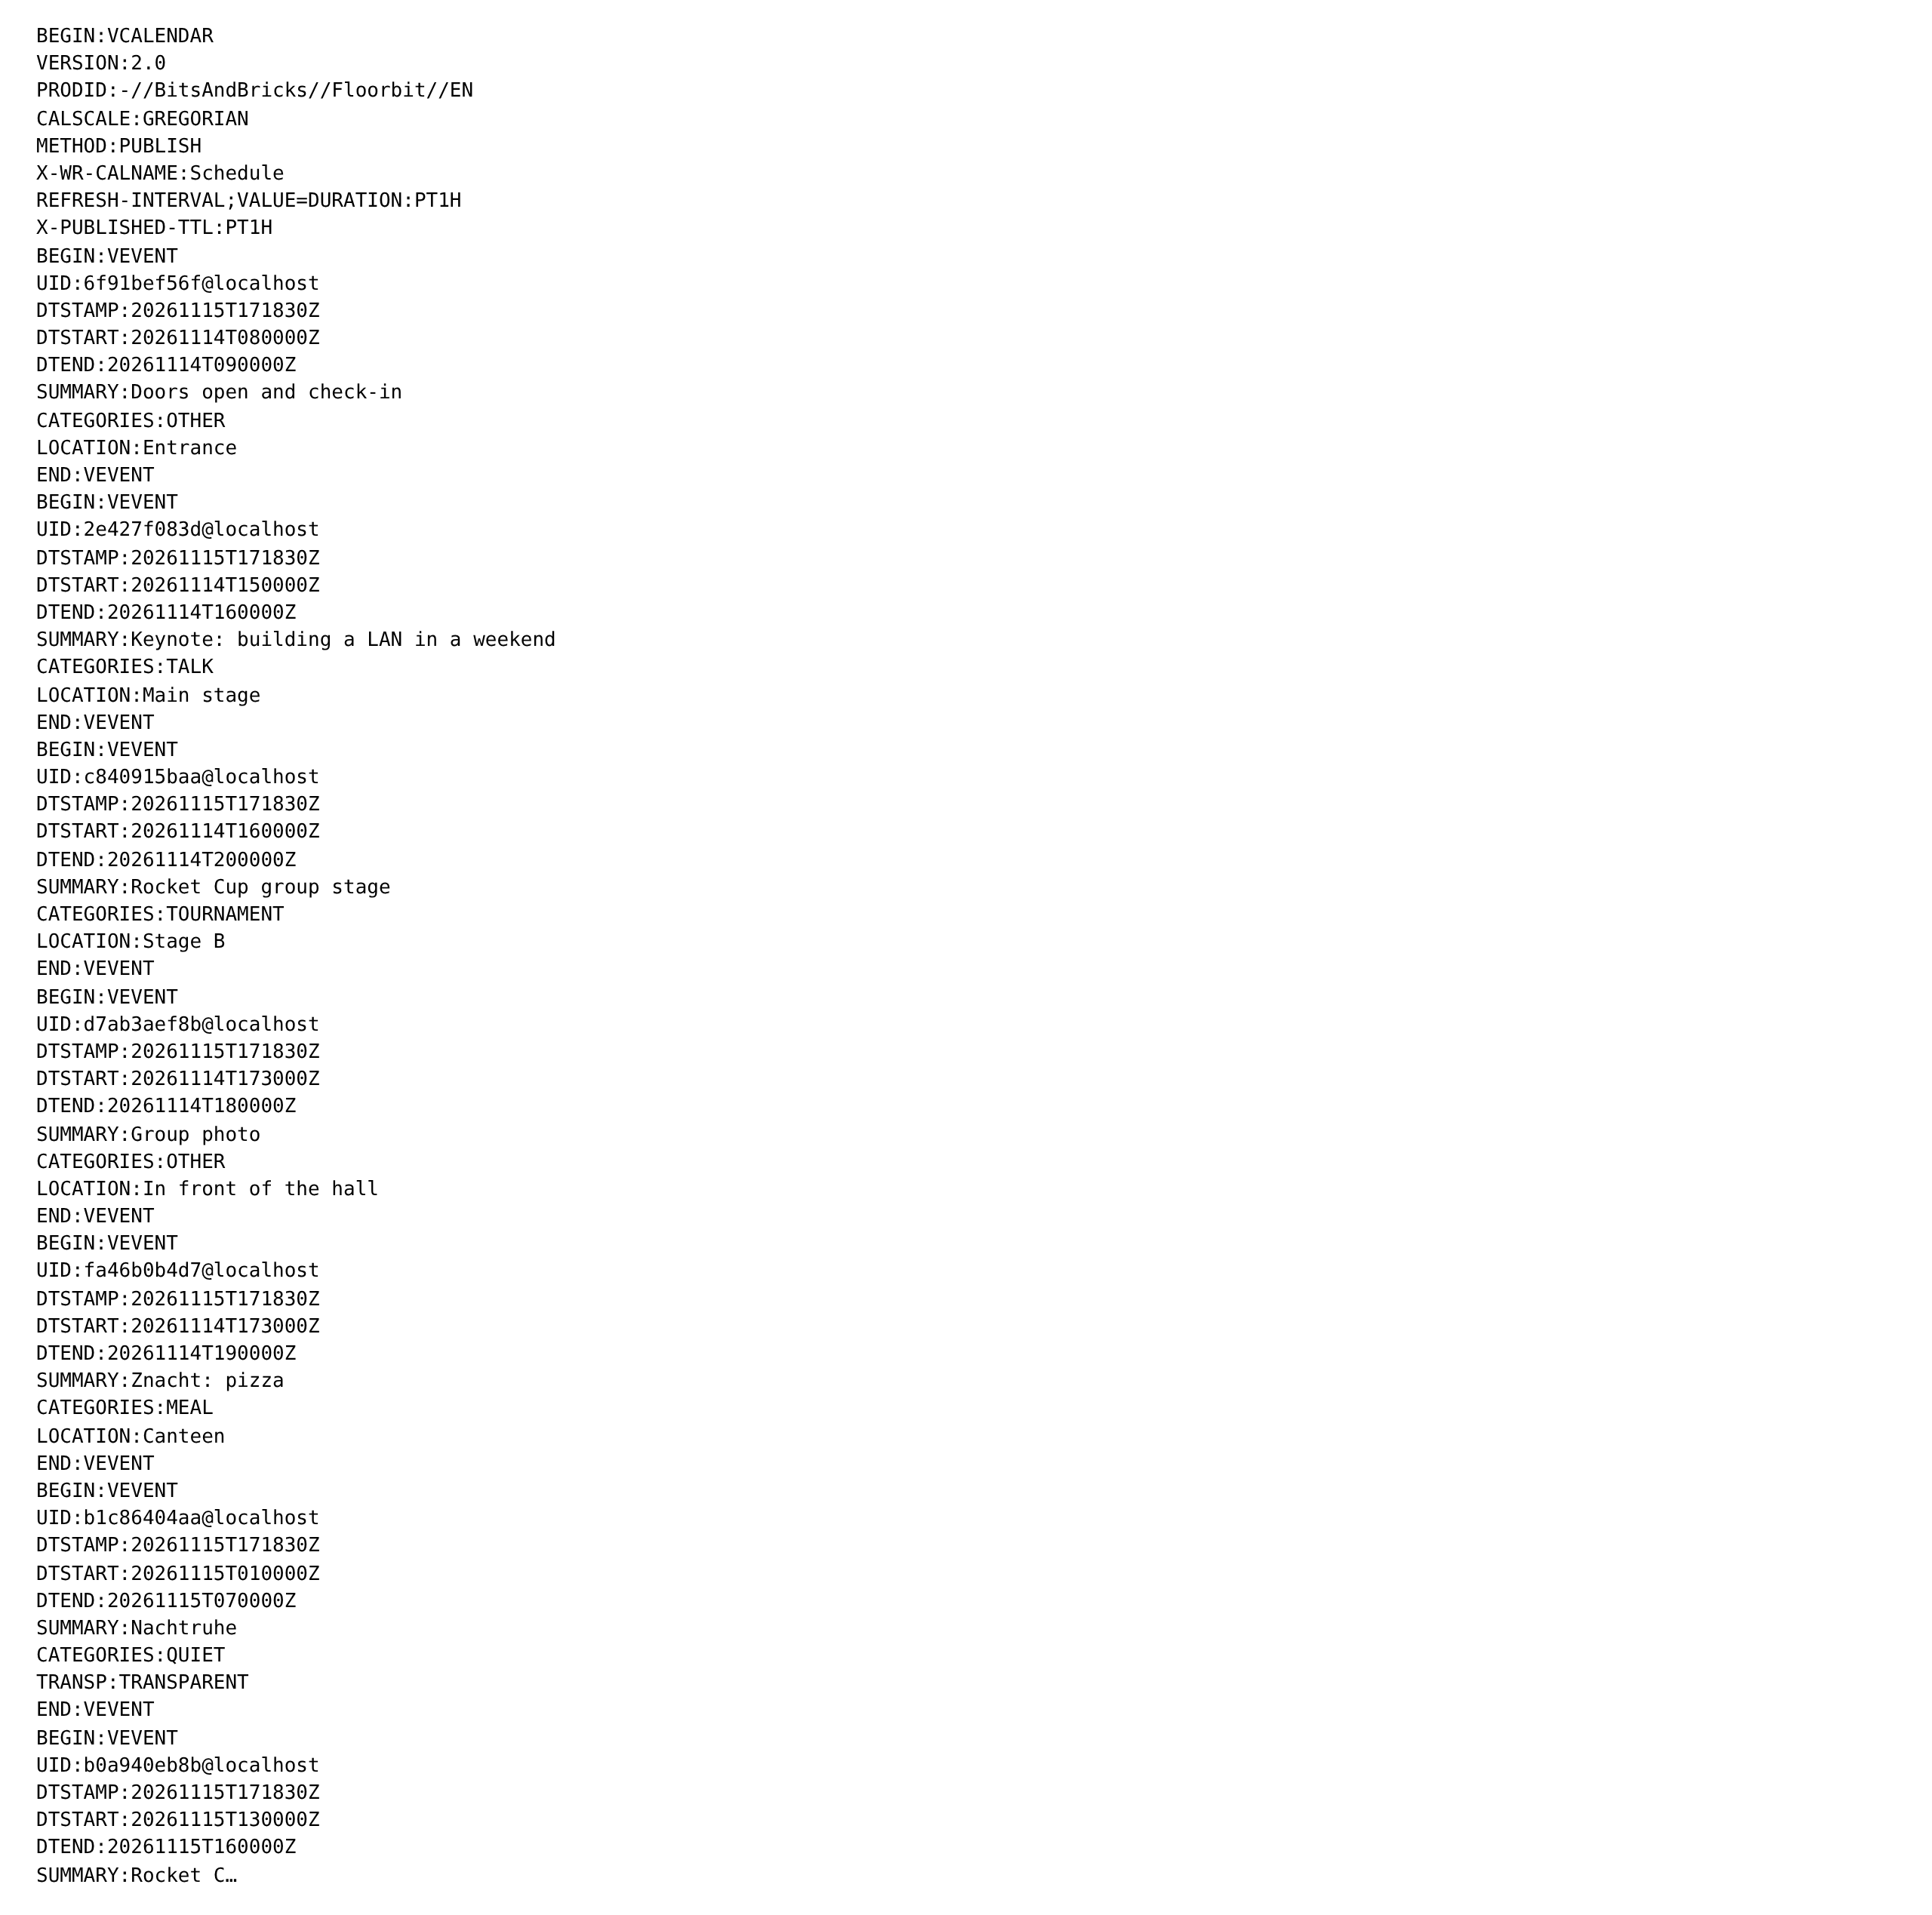 BEGIN:VCALENDAR
VERSION:2.0
PRODID:-//BitsAndBricks//Floorbit//EN
CALSCALE:GREGORIAN
METHOD:PUBLISH
X-WR-CALNAME:Schedule
REFRESH-INTERVAL;VALUE=DURATION:PT1H
X-PUBLISHED-TTL:PT1H
BEGIN:VEVENT
UID:6f91bef56f@localhost
DTSTAMP:20261115T171830Z
DTSTART:20261114T080000Z
DTEND:20261114T090000Z
SUMMARY:Doors open and check-in
CATEGORIES:OTHER
LOCATION:Entrance
END:VEVENT
BEGIN:VEVENT
UID:2e427f083d@localhost
DTSTAMP:20261115T171830Z
DTSTART:20261114T150000Z
DTEND:20261114T160000Z
SUMMARY:Keynote: building a LAN in a weekend
CATEGORIES:TALK
LOCATION:Main stage
END:VEVENT
BEGIN:VEVENT
UID:c840915baa@localhost
DTSTAMP:20261115T171830Z
DTSTART:20261114T160000Z
DTEND:20261114T200000Z
SUMMARY:Rocket Cup group stage
CATEGORIES:TOURNAMENT
LOCATION:Stage B
END:VEVENT
BEGIN:VEVENT
UID:d7ab3aef8b@localhost
DTSTAMP:20261115T171830Z
DTSTART:20261114T173000Z
DTEND:20261114T180000Z
SUMMARY:Group photo
CATEGORIES:OTHER
LOCATION:In front of the hall
END:VEVENT
BEGIN:VEVENT
UID:fa46b0b4d7@localhost
DTSTAMP:20261115T171830Z
DTSTART:20261114T173000Z
DTEND:20261114T190000Z
SUMMARY:Znacht: pizza
CATEGORIES:MEAL
LOCATION:Canteen
END:VEVENT
BEGIN:VEVENT
UID:b1c86404aa@localhost
DTSTAMP:20261115T171830Z
DTSTART:20261115T010000Z
DTEND:20261115T070000Z
SUMMARY:Nachtruhe
CATEGORIES:QUIET
TRANSP:TRANSPARENT
END:VEVENT
BEGIN:VEVENT
UID:b0a940eb8b@localhost
DTSTAMP:20261115T171830Z
DTSTART:20261115T130000Z
DTEND:20261115T160000Z
SUMMARY:Rocket C…